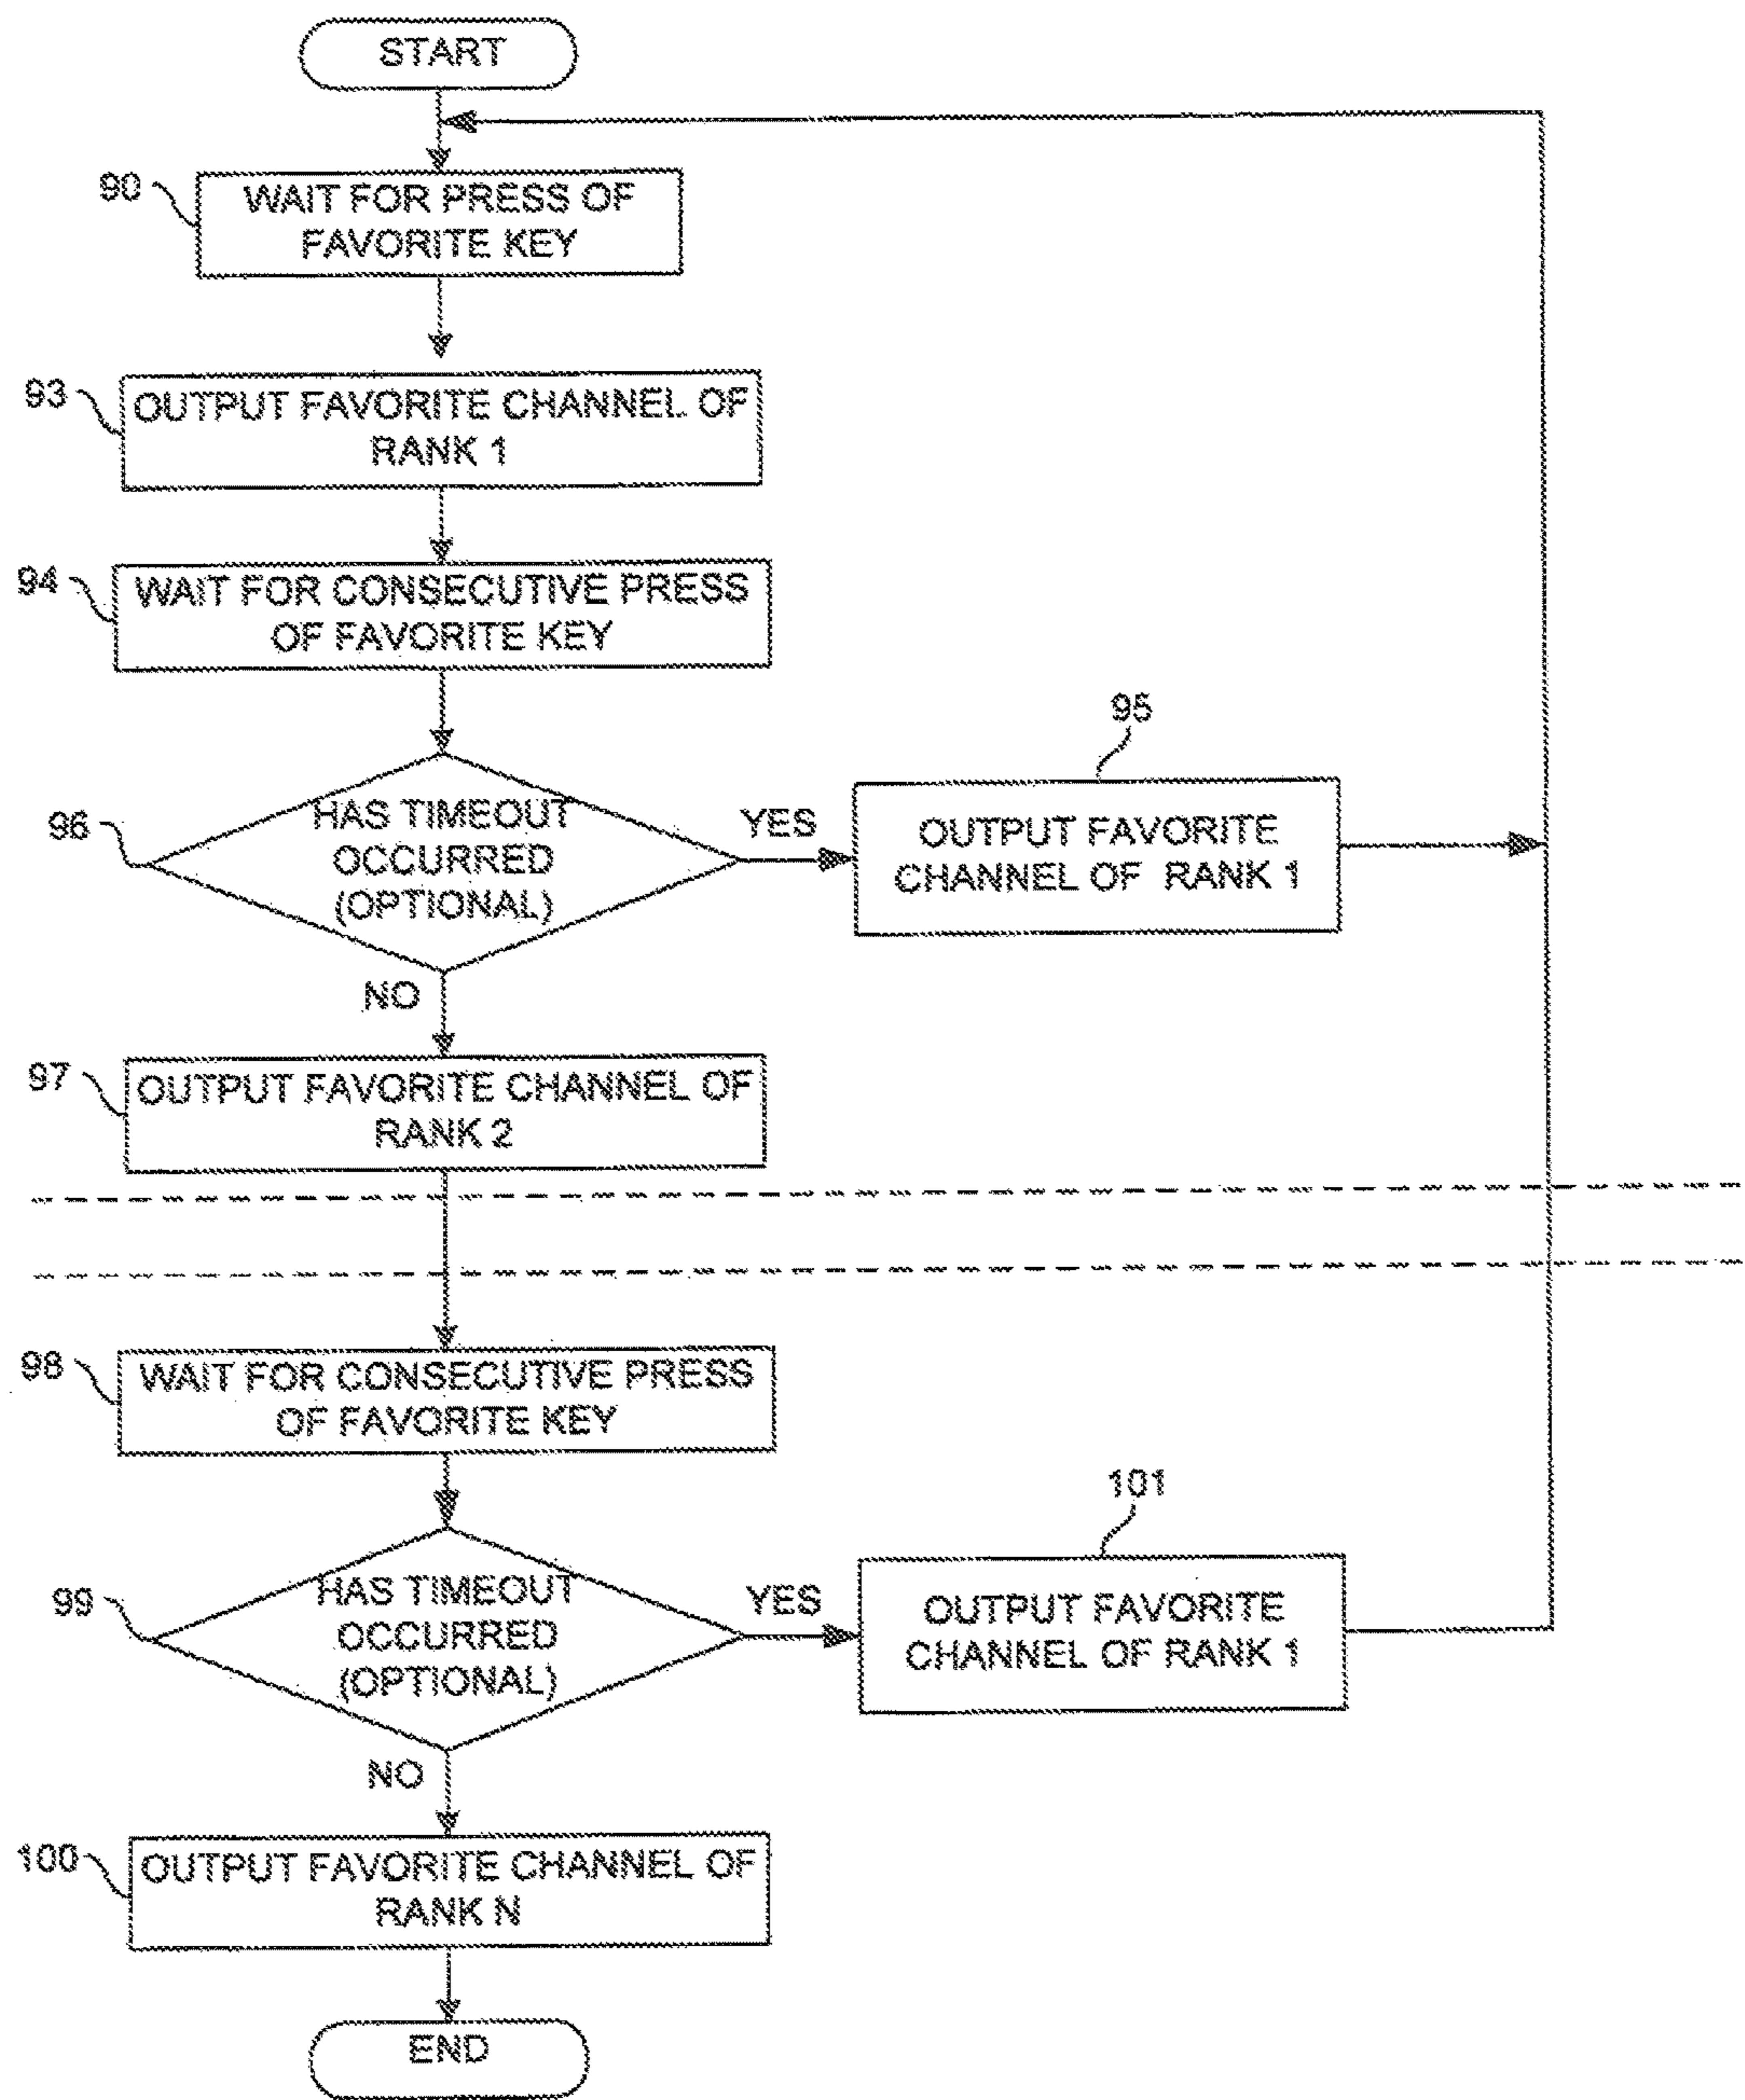 START
90
WAIT FOR PRESS OF
FAVORITE KEY
93
OUTPUT FAVORITE CHANNEL OF
RANK 1
94
WAIT FOR CONSECUTIVE PRESS
OF FAVORITE KEY
96
HAS TIMEOUT
OCCURRED
(OPTIONAL)
YES
95
OUTPUT FAVORITE
CHANNEL OF RANK 1
NO
97
OUTPUT FAVORITE CHANNEL OF
RANK 2
98
WAIT FOR CONSECUTIVE PRESS
OF FAVORITE KEY
99
HAS TIMEOUT
OCCURRED
(OPTIONAL)
YES
101
OUTPUT FAVORITE
CHANNEL OF RANK 1
NO
100
OUTPUT FAVORITE CHANNEL OF
RANK N
END